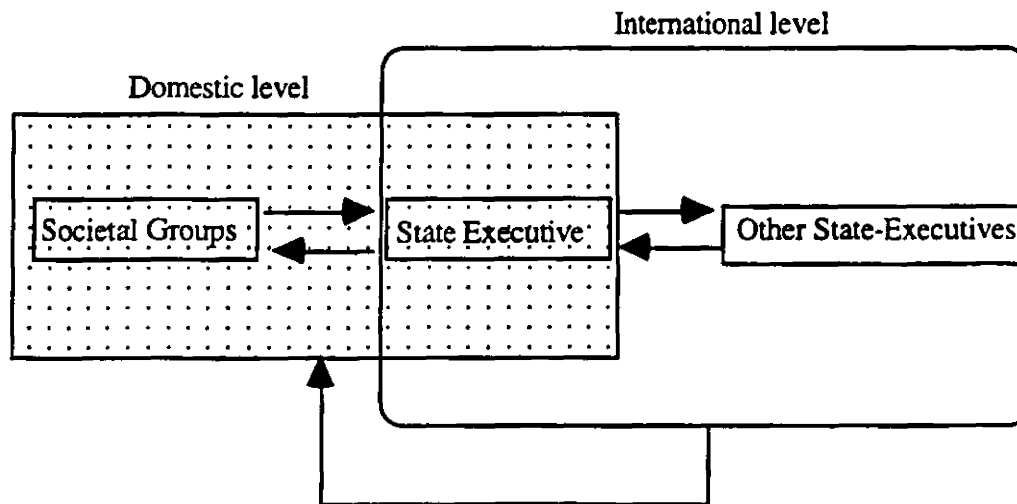 International level
Domestic level
Societal Groups
State Executive
Other State-Executives